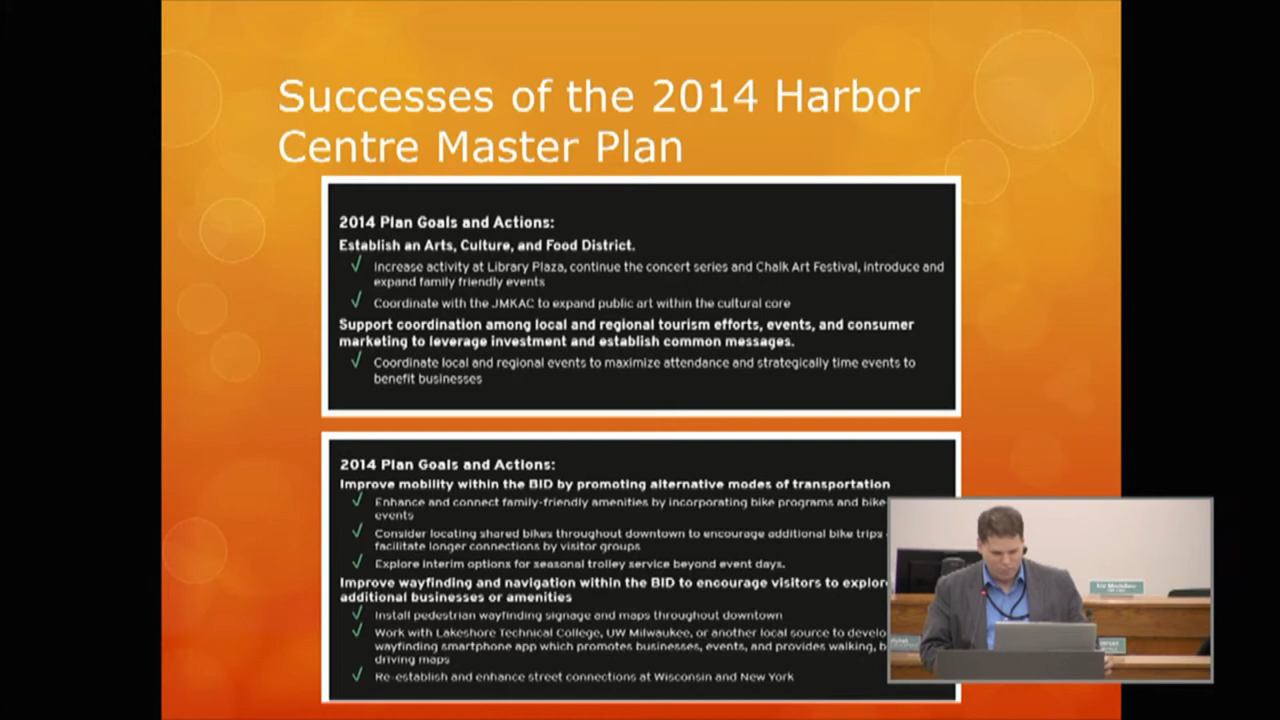 Successes of the 2014 Harbor
Centre Master Plan
2014 Plan Goals and Actions:
Establish an Arts, Culture, and Food District.
Increase activity at Library Plaza, continue the concert series and Chalk Art Festival, introduce and
expand family friendly events
Coordinate with the JMKAC to expand public art within the cultural core
Support coordination among local and regional tourism efforts, events, and consumer
marketing to leverage investment and establish common messages.
Coordinate local and regional events to maximize attendance and strategically time events to
benefit businesses
2014 Plan Goals and Actions:
Improve mobility within the BID by promoting alternative modes of transportation
Enhance and connect family-friendly amenities by incorporating bike programs and bike
events
Consider locating shared bikes throughout downtown to encourage additional bike trips
facilitate longer connections by visitor groups
Explore interim options for seasonal trolley service beyond event days.
Improve wayfinding and navigation within the BID to encourage visitors to explore
additional businesses or amenities
Install pedestrian wayfinding signage and maps throughout downtown
Work with Lakeshore Technical College, UW Milwaukee, or another local source to develo
wayfinding smartphone app which promotes businesses, events, and provides walking, b
driving maps
Re-establish and enhance street connections at Wisconsin and New York